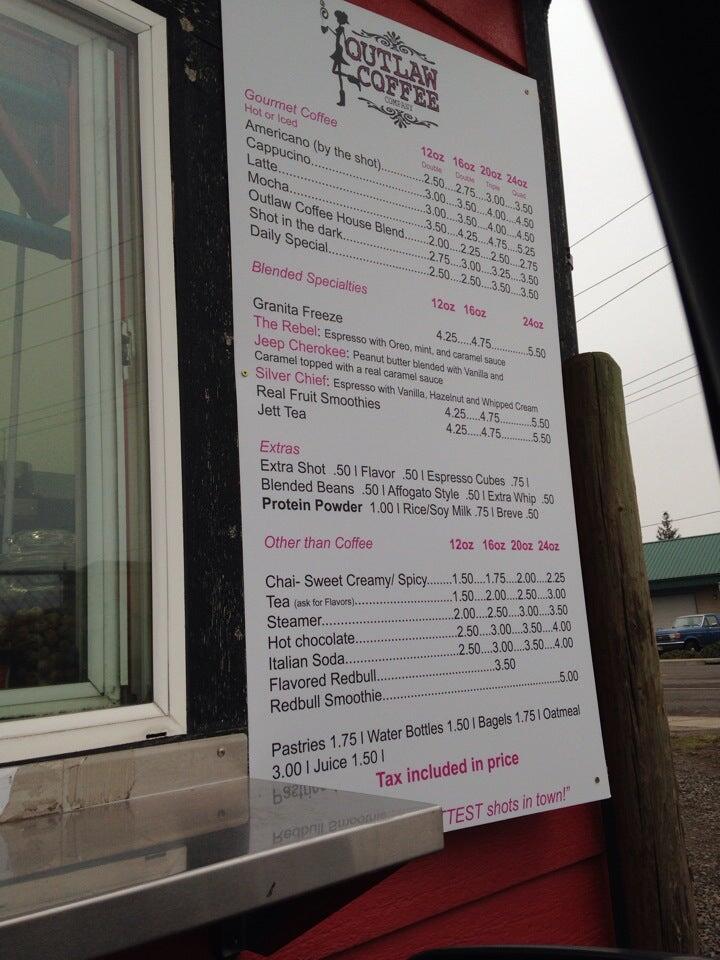 OUTLAW
COFFEE
COMPANY
Gourmet Coffee
Hot or Iced
12oz 16oz 20oz 24oz
Double Double Triple Quad
Americano (by the shot)..........2.50....2.75....3.00....3.50
Cappucino..........3.00....3.50....4.00....4.50
Latte..........3.00....3.50....4.00....4.50
Mocha..........3.50....4.25....4.75....5.25
Outlaw Coffee House Blend..........2.00....2.25....2.50....2.75
Shot in the dark..........2.75....3.00....3.25....3.50
Daily Special..........2.50....2.50....3.50....3.50
Blended Specialties
12oz 16oz 24oz
Granita Freeze 4.25.....4.75............5.50
The Rebel: Espresso with Oreo, mint, and caramel sauce
Jeep Cherokee: Peanut butter blended with Vanilla and
Caramel topped with a real caramel sauce
Silver Chief: Espresso with Vanilla, Hazelnut and Whipped Cream
Real Fruit Smoothies 4.25.....4.75............5.50
Jett Tea 4.25.....4.75............5.50
Extras
Extra Shot .50 I Flavor .50 I Espresso Cubes .75 I
Blended Beans .50 I Affogato Style .50 I Extra Whip .50
Protein Powder 1.00 I Rice/Soy Milk .75 I Breve .50
Other than Coffee 12oz 16oz 20oz 24oz
Chai- Sweet Creamy/ Spicy.......1.50....1.75....2.00....2.25
Tea (ask for Flavors)..........1.50....2.00....2.50....3.00
Steamer..........2.00....2.50....3.00....3.50
Hot chocolate..........2.50....3.00....3.50....4.00
Italian Soda..........2.50....3.00....3.50....4.00
Flavored Redbull..........3.50
Redbull Smoothie..........5.00
Pastries 1.75 I Water Bottles 1.50 I Bagels 1.75 I Oatmeal
3.00 I Juice 1.50 I
Tax included in price
shots in town!”